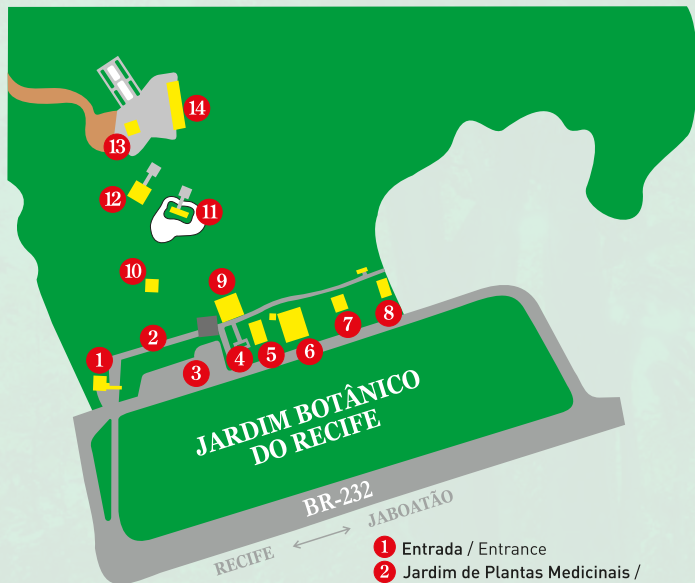 14
13
12
11
10
9
2
1
3
4
5
6
7
8
JARDIM BOTÂNICO
DO RECIFE
BR-232
RECIFE JABOATÃO
1 Entrada / Entrance
2 Jardim de Plantas Medicinais /